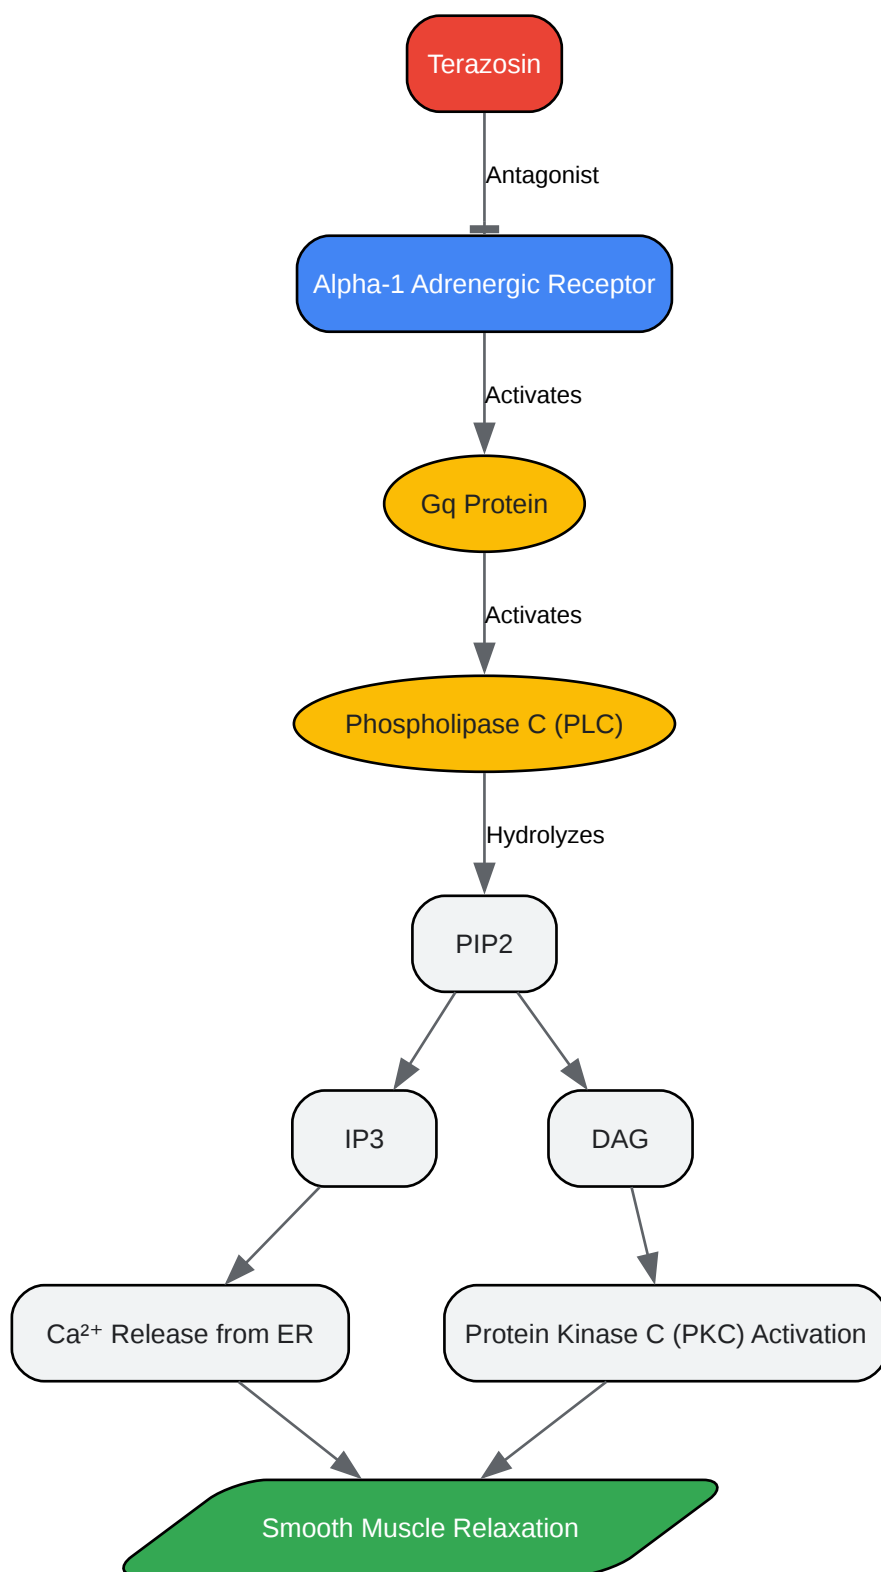 Terazosin
Antagonist
Alpha-1 Adrenergic Receptor
Activates
Gq Protein
Activates
Phospholipase C (PLC)
Hydrolyzes
PIP2
IP3
DAG
Ca²⁺ Release from ER
Protein Kinase C (PKC) Activation
Smooth Muscle Relaxation